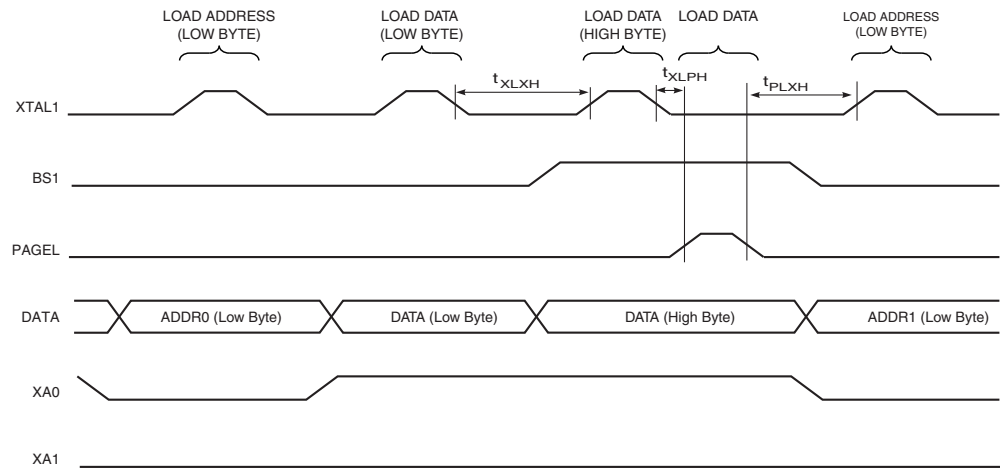 LOAD ADDRESS
(LOW BYTE)
LOAD DATA
(LOW BYTE)
LOAD DATA
(HIGH BYTE)
LOAD DATA
LOAD ADDRESS
(LOW BYTE)
tXLXH
tXLPH
tPLXH
XTAL1
BS1
PAGEL
DATA
ADDR0 (Low Byte)
DATA (Low Byte)
DATA (High Byte)
ADDR1 (Low Byte)
XA0
XA1